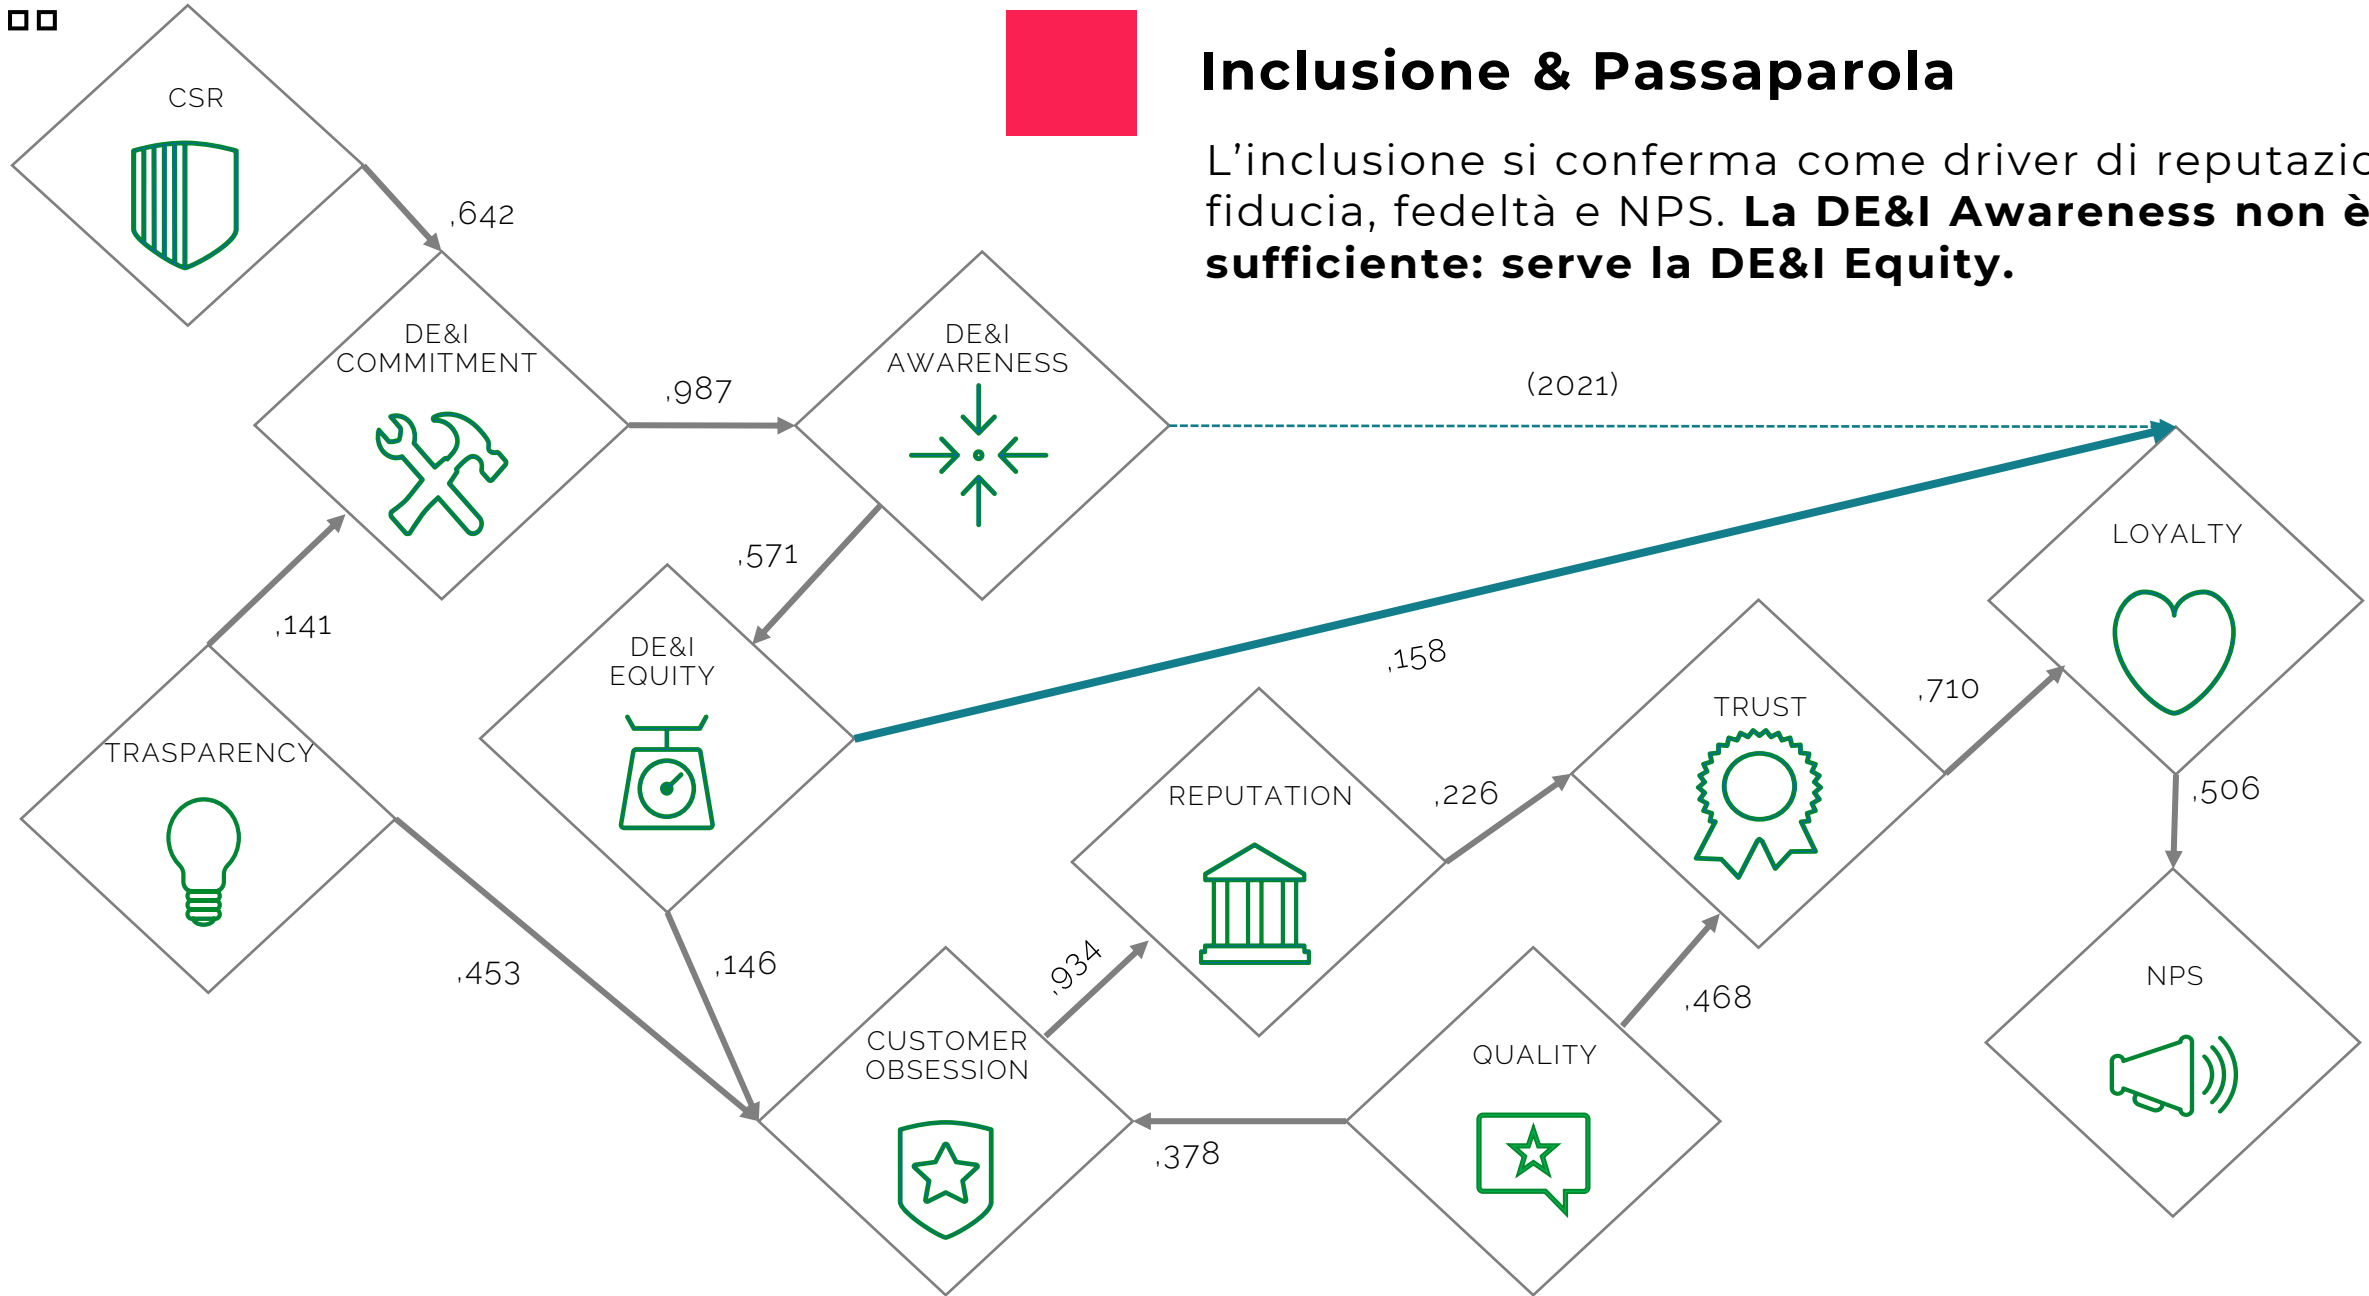 Inclusione & Passaparola
L’inclusione si conferma come driver di
fiducia, fedeltà e NPS. La DE&I Awareness non è
sufficiente: serve la DE&I Equity.
CSR
,642
DE&I
COMMITMENT
,987
DE&I
AWARENESS
(2021)
,571
,141
DE&I
EQUITY
,158
LOYALTY
TRASPARENCY
TRUST
,710
REPUTATION
,226
,506
,453
,146
,934
,468
NPS
CUSTOMER
OBSESSION
QUALITY
,378